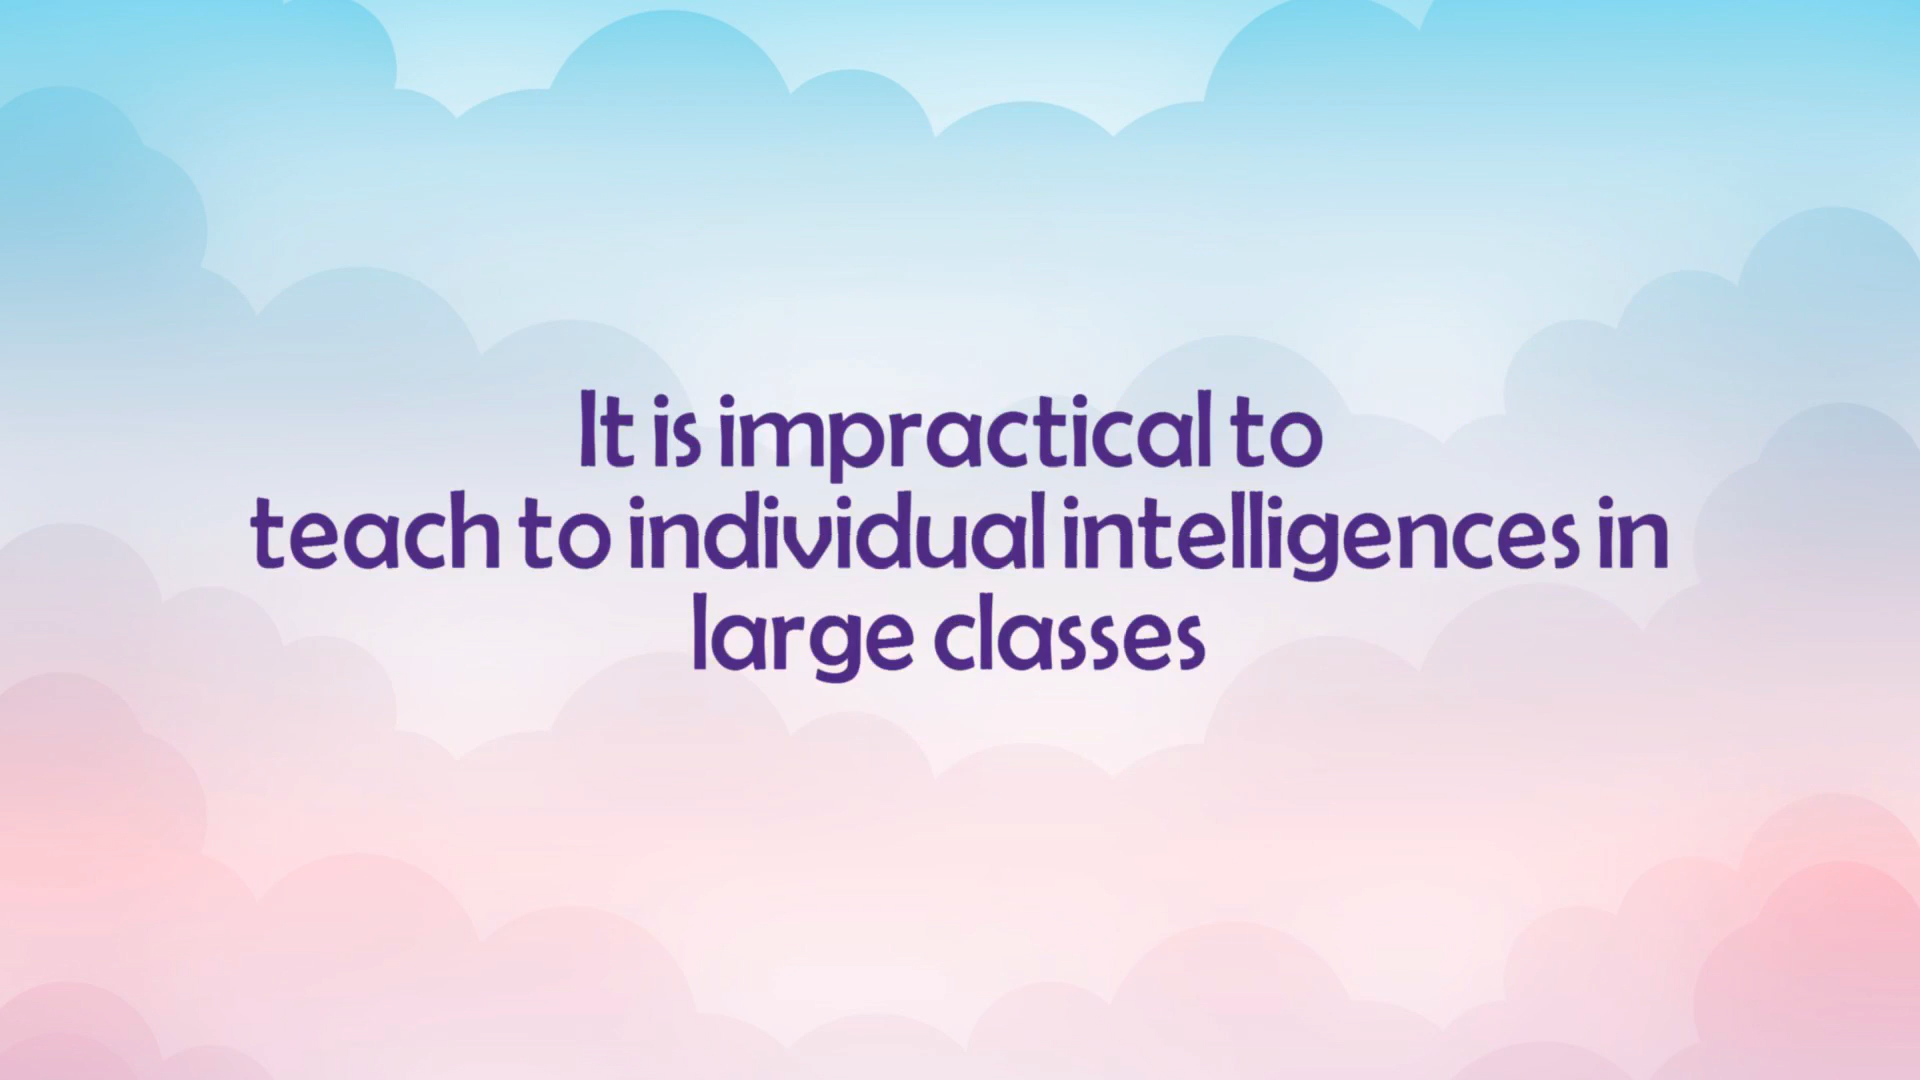 It is impractical to
teach to individual intelligences in
large classes